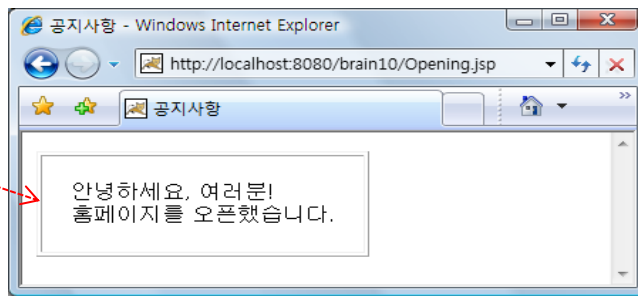 공지사항 - Windows Internet Explorer
http://localhost:8080/brain10/Opening.jsp
공지사항
안녕하세요, 여러분!
홈페이지를 오픈했습니다.